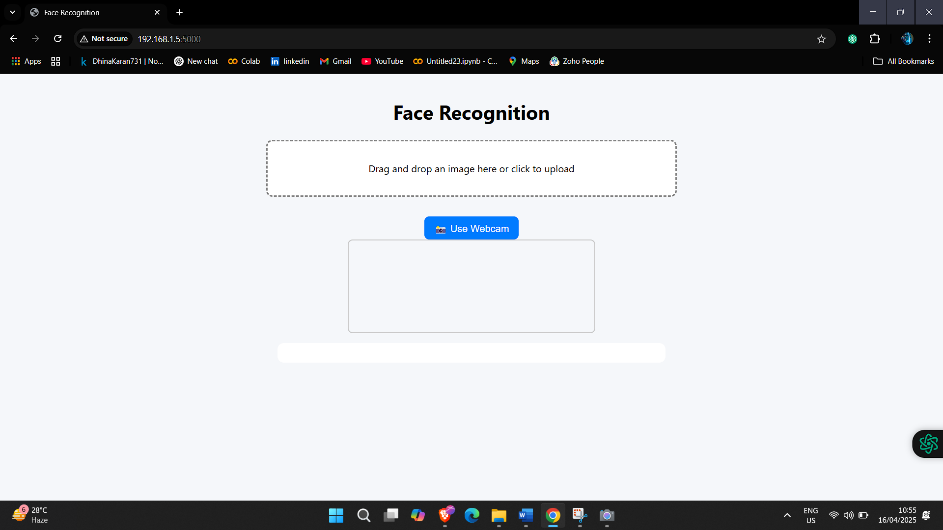 Face Recognition
Not secure 192.168.1.5:5000
Apps DhinaKaran731 | No... New chat Colab linkedin Gmail YouTube Untitled23.ipynb - C... Maps Zoho People All Bookmarks
Face Recognition
Drag and drop an image here or click to upload
Use Webcam
6 28°C
Haze
ENG
US
10:55
16/04/2025